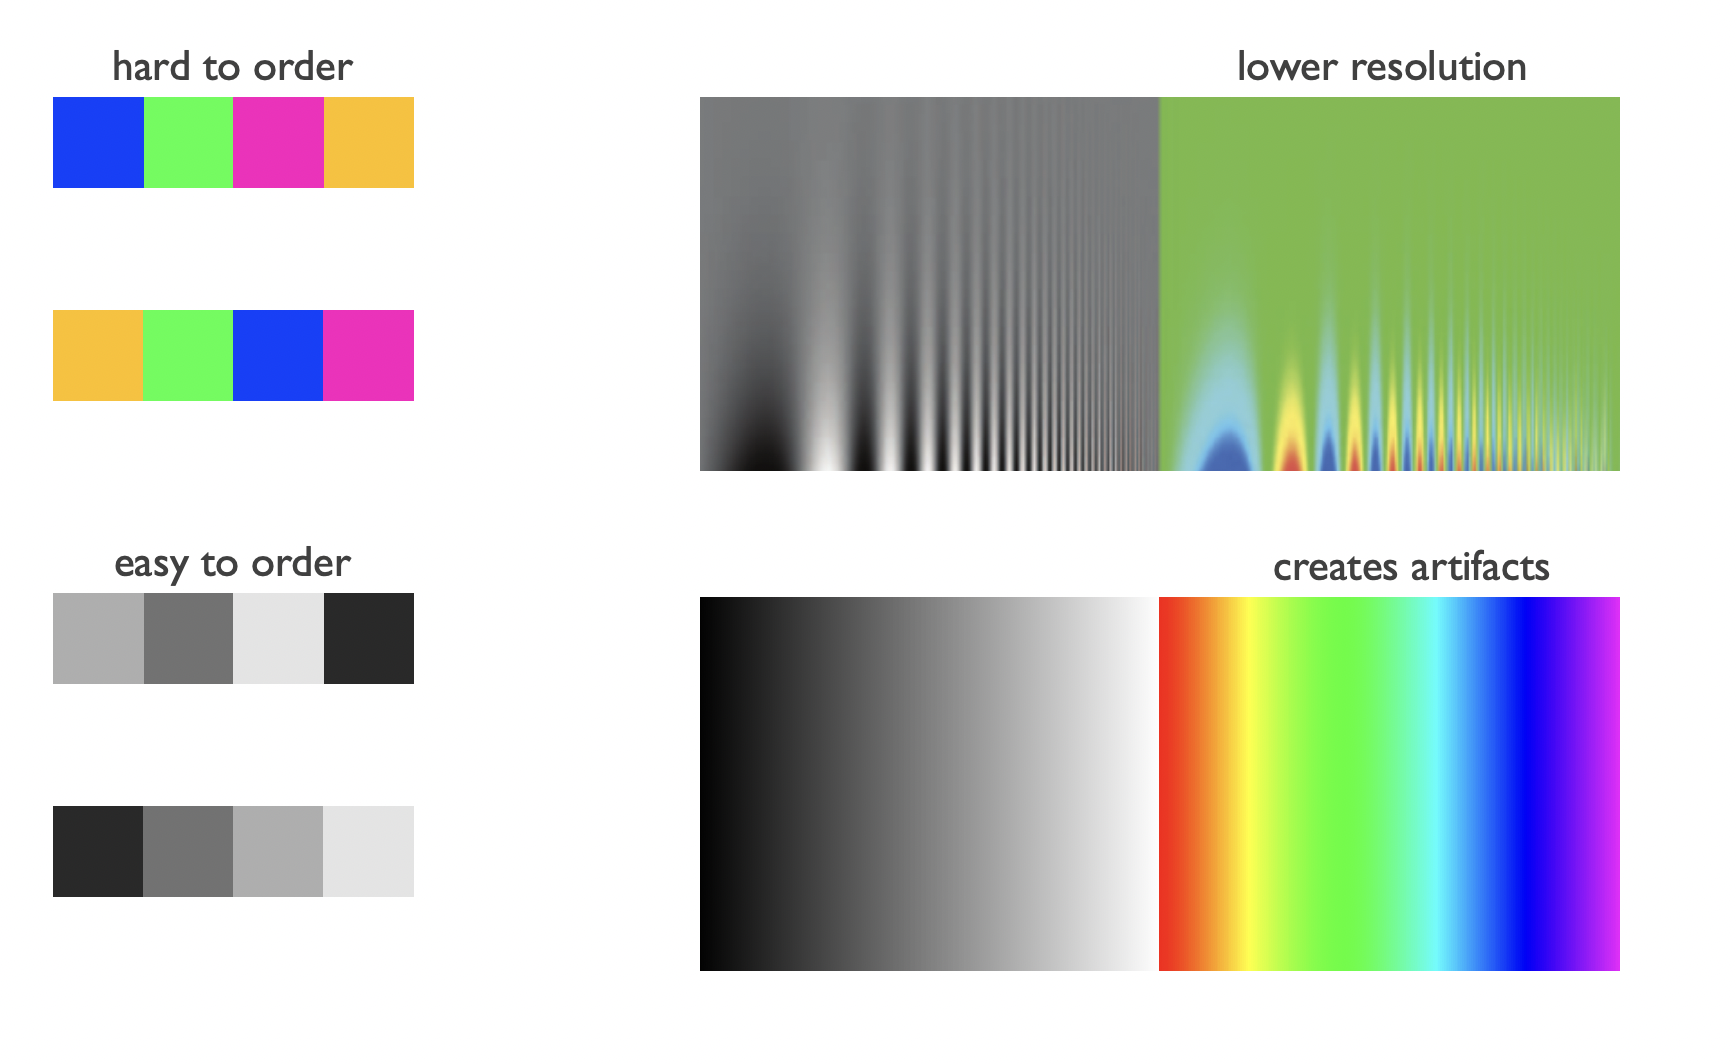 hard to order
lower resolution
easy to order
creates artifacts